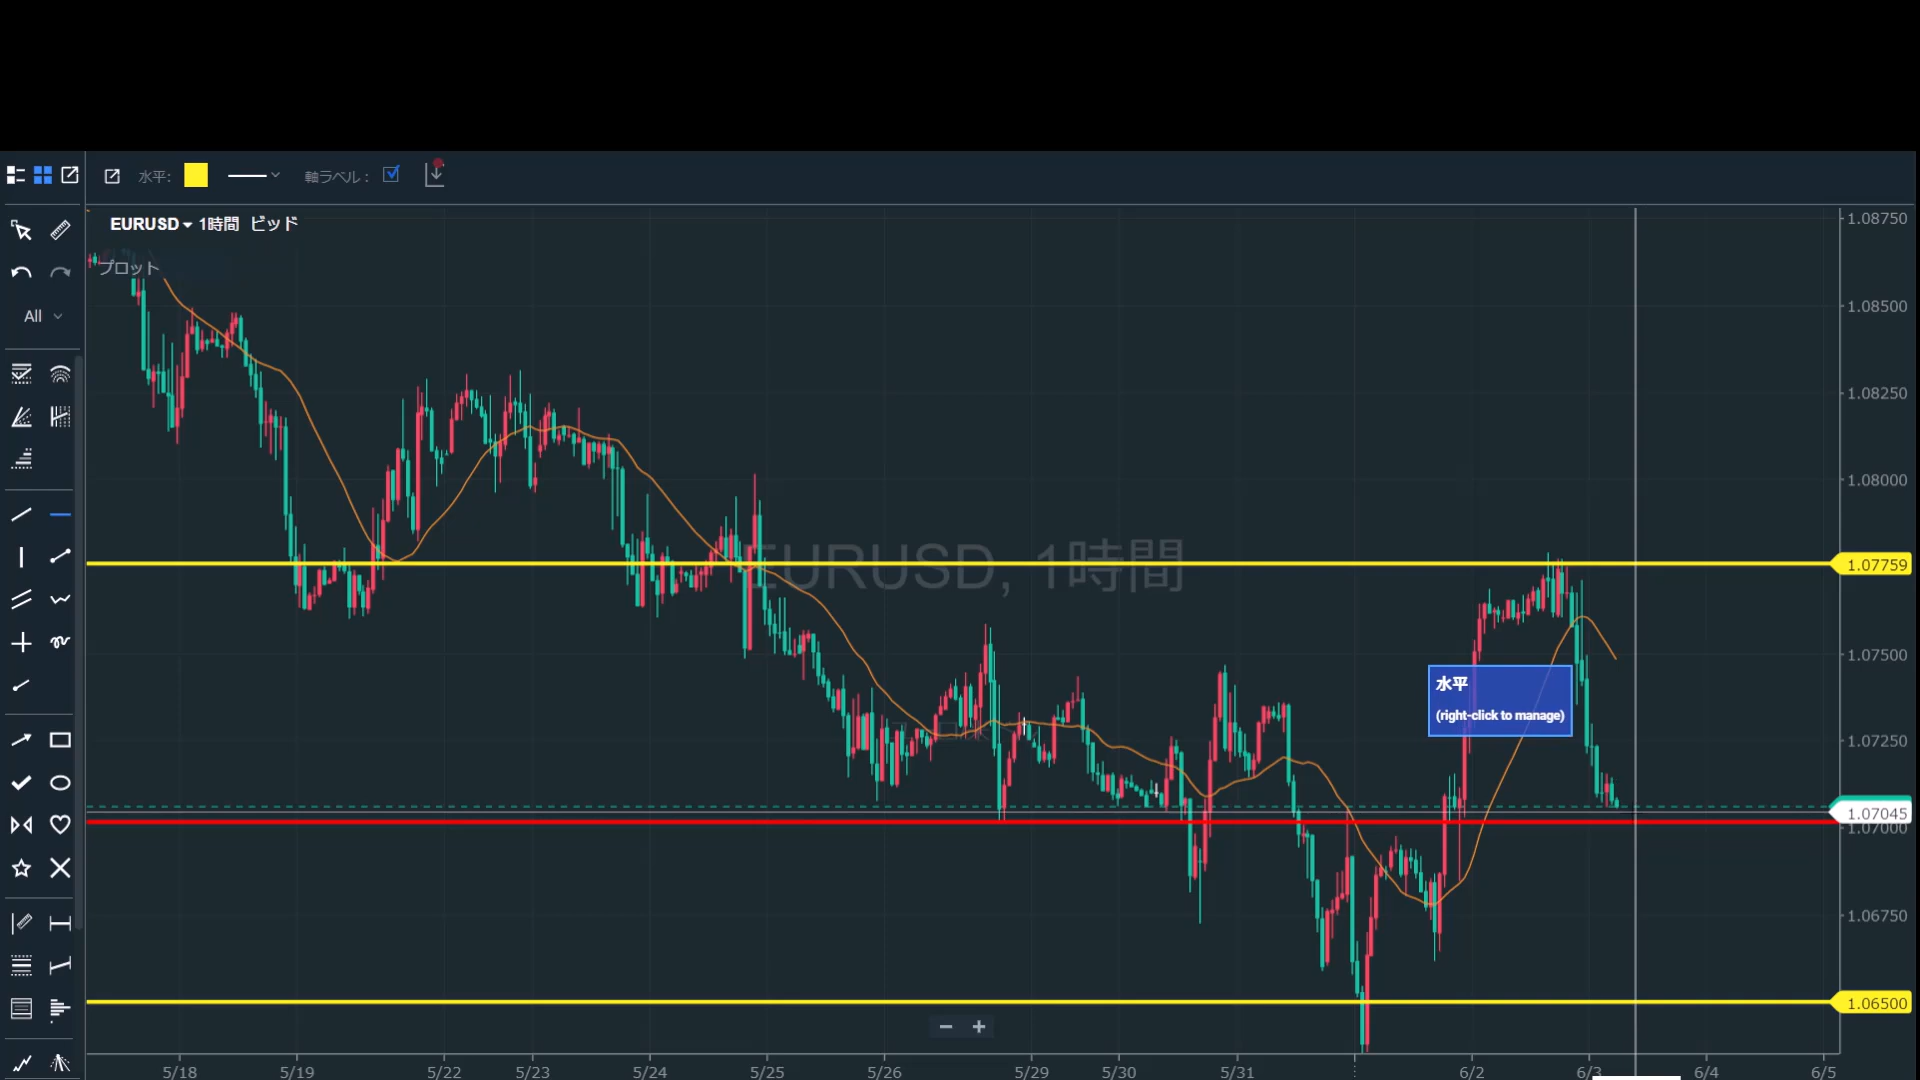 水平:
軸ラベル :
EURUSD 1時間 ビッド
プロット
All
EURUSD, 1時間
水平
(right-click to manage)
1.08750
1.08500
1.08250
1.08000
1.07759
1.07500
1.07250
1.07045
1.07000
1.06750
1.06500
5/18 5/19 5/22 5/23 5/24 5/25 5/26 5/29 5/30 5/31 6/2 6/3 6/4 6/5